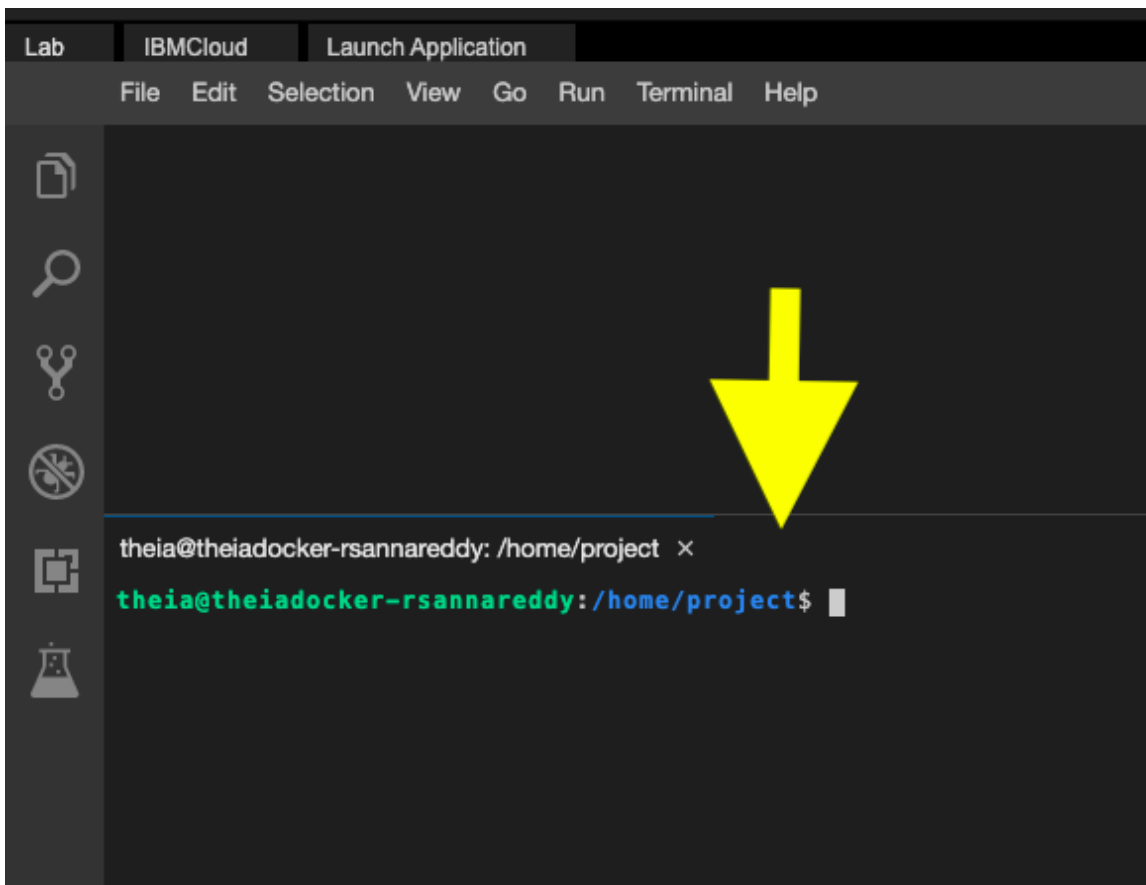 Lab IBMCloud Launch Application
File Edit Selection View Go Run Terminal Help
theia@theiadocker-rsannareddy: /home/project ×
theia@theiadocker-rsannareddy:/home/project$